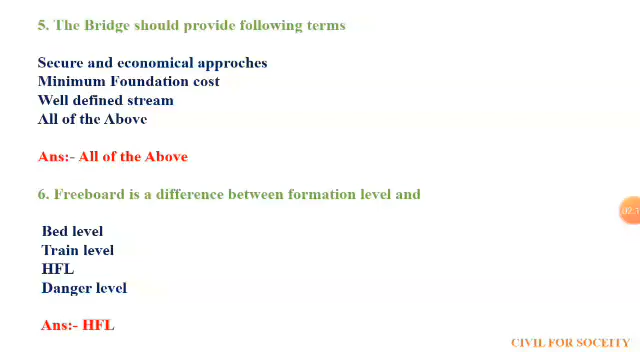 5. The Bridge should provide following terms
Secure and economical approches
Minimum Foundation cost
Well defined stream
All of the Above
Ans:- All of the Above
6. Freeboard is a difference between formation level and
Bed level
Train level
HFL
Danger level
Ans:- HFL
CIVIL FOR SOCEITY